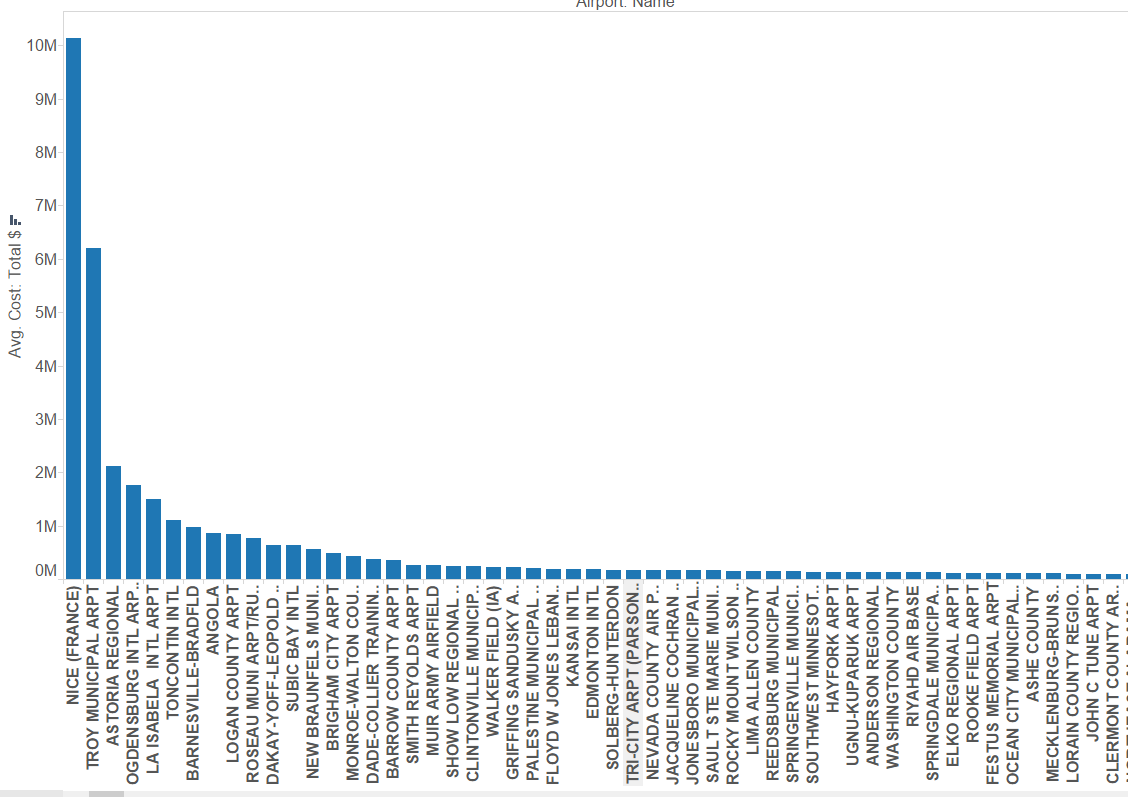 Airport: Name
Avg. Cost: Total $
10M
9M
8M
7M
6M
5M
4M
3M
2M
1M
0M
NICE (FRANCE)
TROY MUNICIPAL ARPT
ASTORIA REGIONAL
OGDENSBURG INTL ARP..
LA ISABELA INTL ARPT
TONCONTIN INTL
BARNESVILLE-BRADFLD
ANGOLA
LOGAN COUNTY ARPT
ROSEAU MUNI ARPT/RU..
DAKAY-YOFF-LEOPOLD ..
SUBIC BAY INTL
NEW BRAUNFELS MUNI..
BRIGHAM CITY ARPT
MONROE-WALTON COU..
DADE-COLLIER TRAININ..
BARROW COUNTY ARPT
SMITH REYOLDS ARPT
MUIR ARMY AIRFIELD
SHOW LOW REGIONAL ..
CLINTONVILLE MUNICIP..
WALKER FIELD (IA)
GRIFFING SANDUSKY A..
PALESTINE MUNICIPAL ..
FLOYD W JONES LEBAN..
KANSAI INTL
EDMONTON INTL
SOLBERG-HUNTERDON
TRI-CITY ARPT (PARSON..
NEVADA COUNTY AIR P..
JACQUELINE COCHRAN ..
JONESBORO MUNICIPAL..
SAULT STE MARIE MUNI..
ROCKY MOUNT WILSON ..
LIMA ALLEN COUNTY
REEDSBURG MUNICIPAL
SPRINGERVILLE MUNICI..
SOUTHWEST MINNESOT..
HAYFORK ARPT
UGNU-KUPARUK ARPT
ANDERSON REGIONAL
WASHINGTON COUNTY
RIYAHD AIR BASE
SPRINGDALE MUNICIPA..
ELKO REGIONAL ARPT
ROOKE FIELD ARPT
FESTUS MEMORIAL ARPT
OCEAN CITY MUNICIPAL..
ASHE COUNTY
MECKLENBURG-BRUNS..
LORAIN COUNTY REGIO..
JOHN C TUNE ARPT
CLERMONT COUNTY AR..